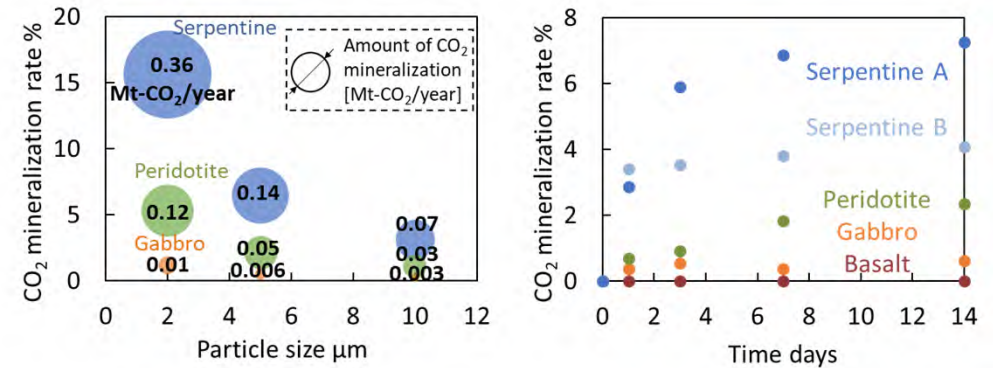 CO₂ mineralization rate %
20
15
10
5
0
0 2 4 6 8 10 12
Particle size µm
Serpentine
0.36
Mt-CO₂/year
Amount of CO₂
mineralization
[Mt-CO₂/year]
Peridotite
0.12
0.14
Gabbro
0.01
0.05
0.006
0.07
0.03
0.003
CO₂ mineralization rate %
8
6
4
2
0
0 2 4 6 8 10 12 14
Time days
Serpentine A
Serpentine B
Peridotite
Gabbro
Basalt